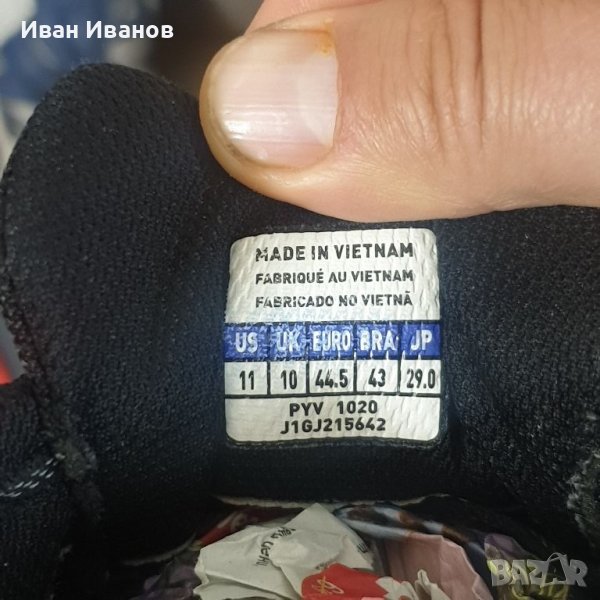 Иван Иванов
MADE IN VIETNAM
FABRIQUÉ AU VIETNAM
FABRICADO NO VIETNÃ
US UK EURO BRA JP
11 10 44.5 43 29.0
PYV 1020
J1GJ215642
BAZAR